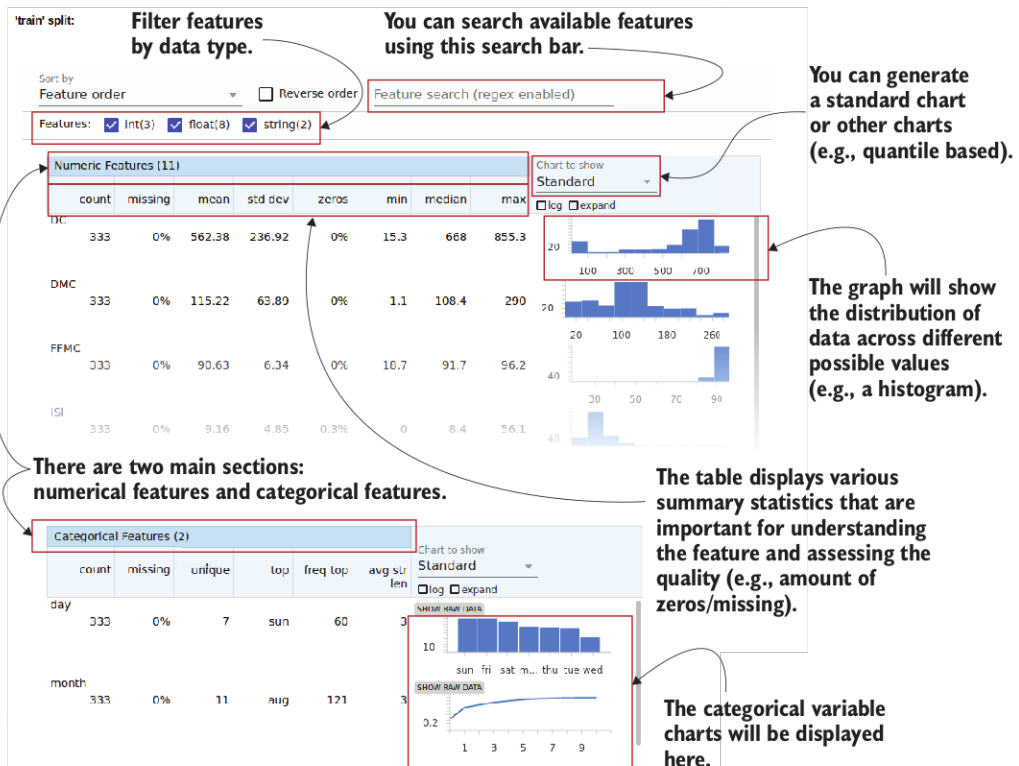 'train' split:
Filter features
by data type.
You can search available features
using this search bar.
Sort by
Feature order
Reverse order
Feature search (regex enabled)
You can generate
a standard chart
or other charts
(e.g., quantile based).
Features: int(3) float(8) string(2)
Numeric Features (11)
Chart to show
Standard
log expand
count missing mean std dev zeros min median max
DC
333 0% 562.38 236.92 0% 15.3 668 855.3
20
100 300 500 700
DMC
333 0% 115.22 63.89 0% 1.1 108.4 290
20
20 100 180 260
The graph will show
the distribution of
data across different
possible values
(e.g., a histogram).
FFMC
333 0% 90.63 6.34 0% 18.7 91.7 96.2
40
30 50 70 90
ISI
333 0% 9.16 4.85 0.3% 0 8.4 56.1
40
There are two main sections:
numerical features and categorical features.
The table displays various
summary statistics that are
important for understanding
the feature and assessing the
quality (e.g., amount of
zeros/missing).
Categorical Features (2)
Chart to show
Standard
log expand
count missing unique top freq top avg str
len
SHOW RAW DATA
day
333 0% 7 sun 60 3
10
sun fri sat m... thu tue wed
SHOW RAW DATA
month
333 0% 11 aug 121 3
0.2
1 3 5 7 9
The categorical variable
charts will be displayed
here.